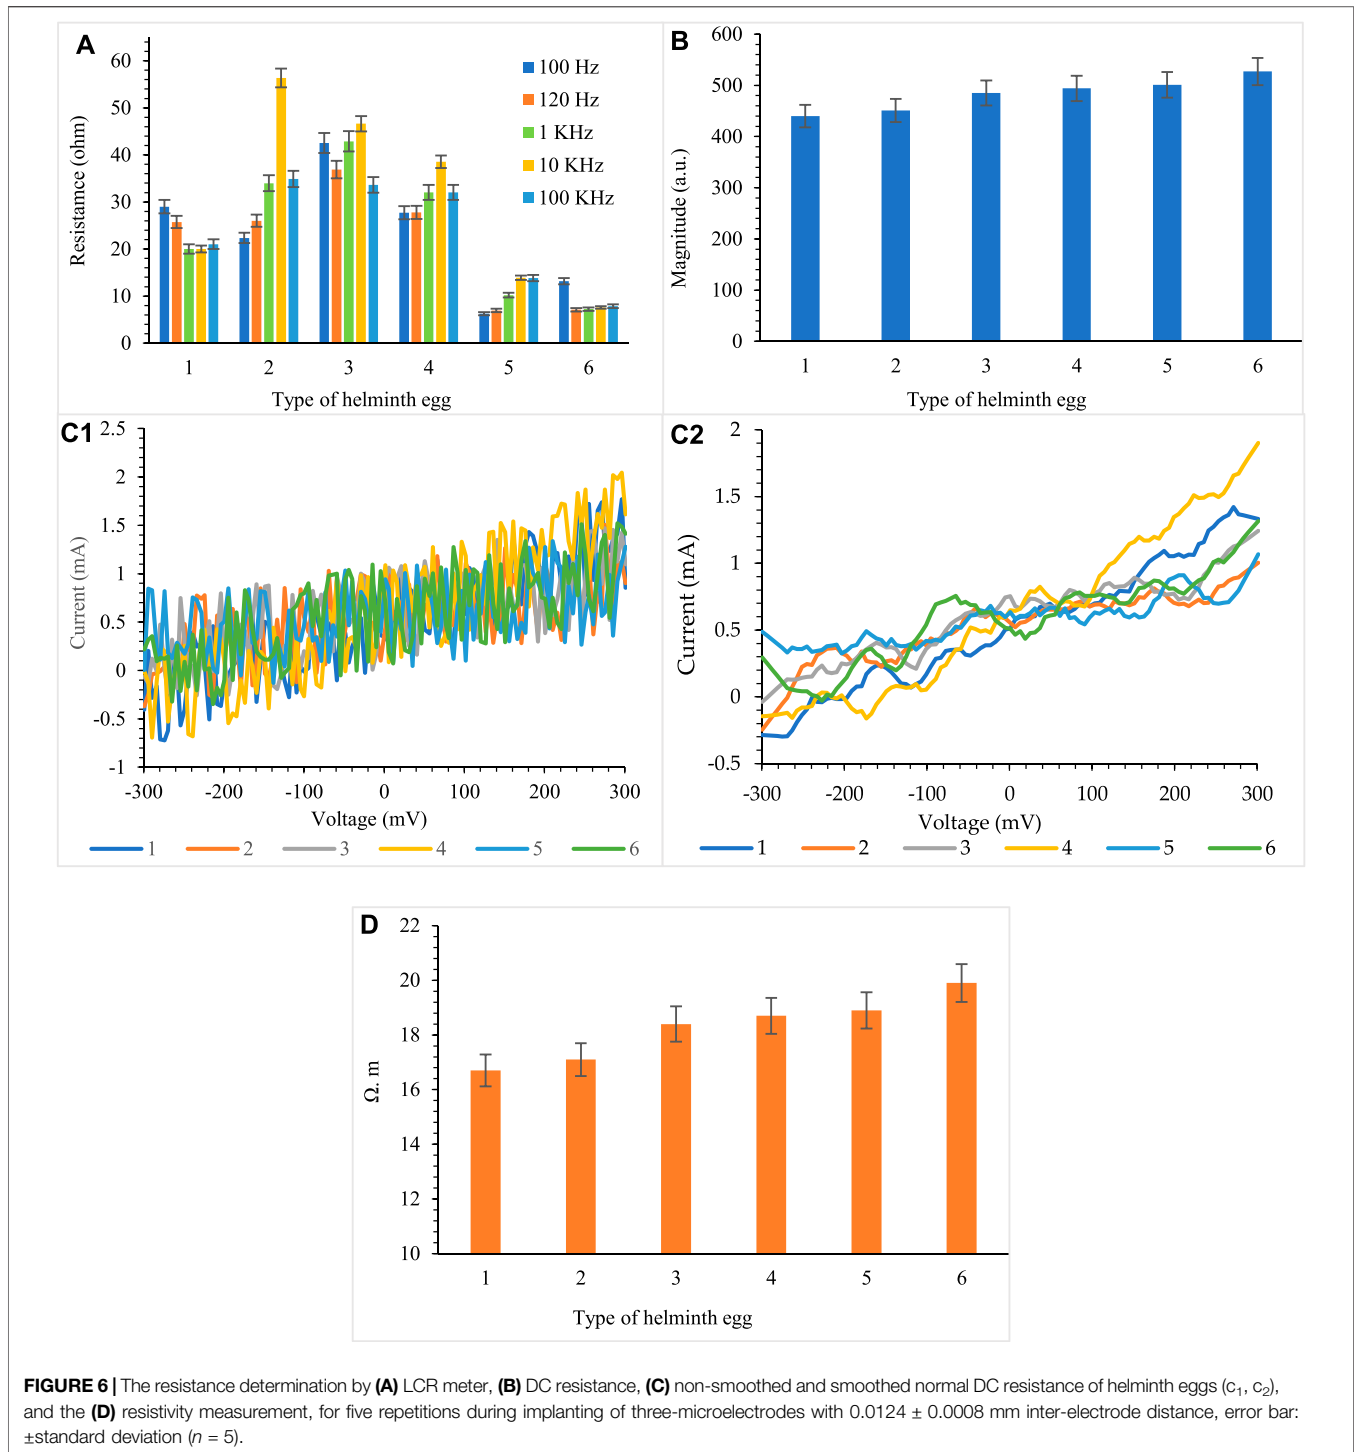 A
Resistamce (ohm)
60
50
40
30
20
10
0
100 Hz
120 Hz
1 KHz
10 KHz
100 KHz
1 2 3 4 5 6
Type of helminth egg
B
Magnitude (a.u.)
600
500
400
300
200
100
0
1 2 3 4 5 6
Type of helminth egg
C1
Current (mA)
2.5
2
1.5
1
0.5
0
-0.5
-1
-300 -200 -100 0 100 200 300
Voltage (mV)
1 2 3 4 5 6
C2
Current (mA)
2
1.5
1
0.5
0
-0.5
-300 -200 -100 0 100 200 300
Voltage (mV)
1 2 3 4 5 6
D
Ω. m
22
20
18
16
14
12
10
1 2 3 4 5 6
Type of helminth egg
FIGURE 6 | The resistance determination by (A) LCR meter, (B) DC resistance, (C) non-smoothed and smoothed normal DC resistance of helminth eggs (c₁, c₂),
and the (D) resistivity measurement, for five repetitions during implanting of three-microelectrodes with 0.0124 ± 0.0008 mm inter-electrode distance, error bar:
±standard deviation (n = 5).